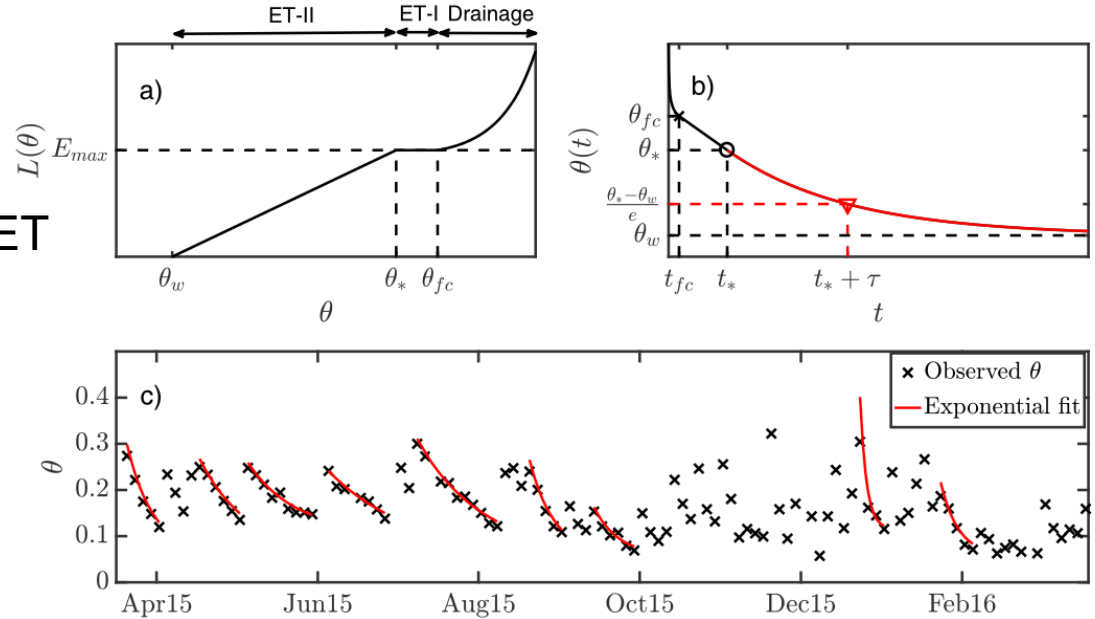 ET-II ET-I Drainage
a)
L(θ)
E_max
θ_w θ_* θ_fc
θ
ET
b)
θ(t)
θ_fc
θ_*
θ_*−θ_w
e
θ_w
t_fc t_* t_* + τ
t
c)
Observed θ
Exponential fit
θ
0.4
0.3
0.2
0.1
0
Apr15 Jun15 Aug15 Oct15 Dec15 Feb16